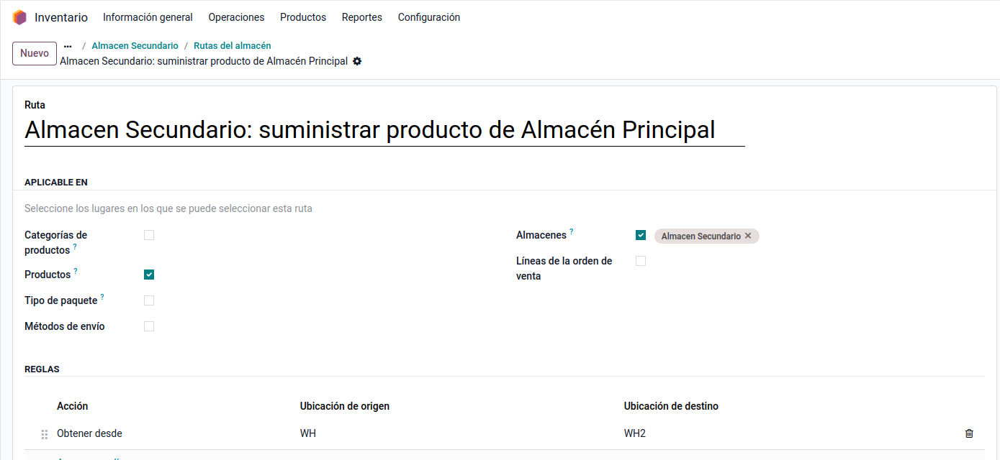 Inventario Información general Operaciones Productos Reportes Configuración
Nuevo ... / Almacen Secundario / Rutas del almacén
Almacen Secundario: suministrar producto de Almacén Principal
Ruta
Almacen Secundario: suministrar producto de Almacén Principal
APLICABLE EN
Seleccione los lugares en los que se puede seleccionar esta ruta
Categorías de
productos ?
Productos ?
Tipo de paquete ?
Métodos de envío
Almacenes ? Almacen Secundario ✕
Líneas de la orden de
venta
REGLAS
Acción Ubicación de origen Ubicación de destino
Obtener desde WH WH2